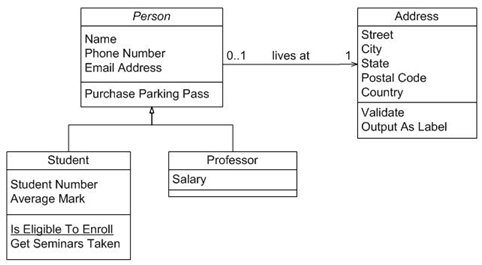 Person
Name
Phone Number
Email Address
Purchase Parking Pass
0..1 lives at 1
Address
Street
City
State
Postal Code
Country
Validate
Output As Label
Student
Student Number
Average Mark
Is Eligible To Enroll
Get Seminars Taken
Professor
Salary